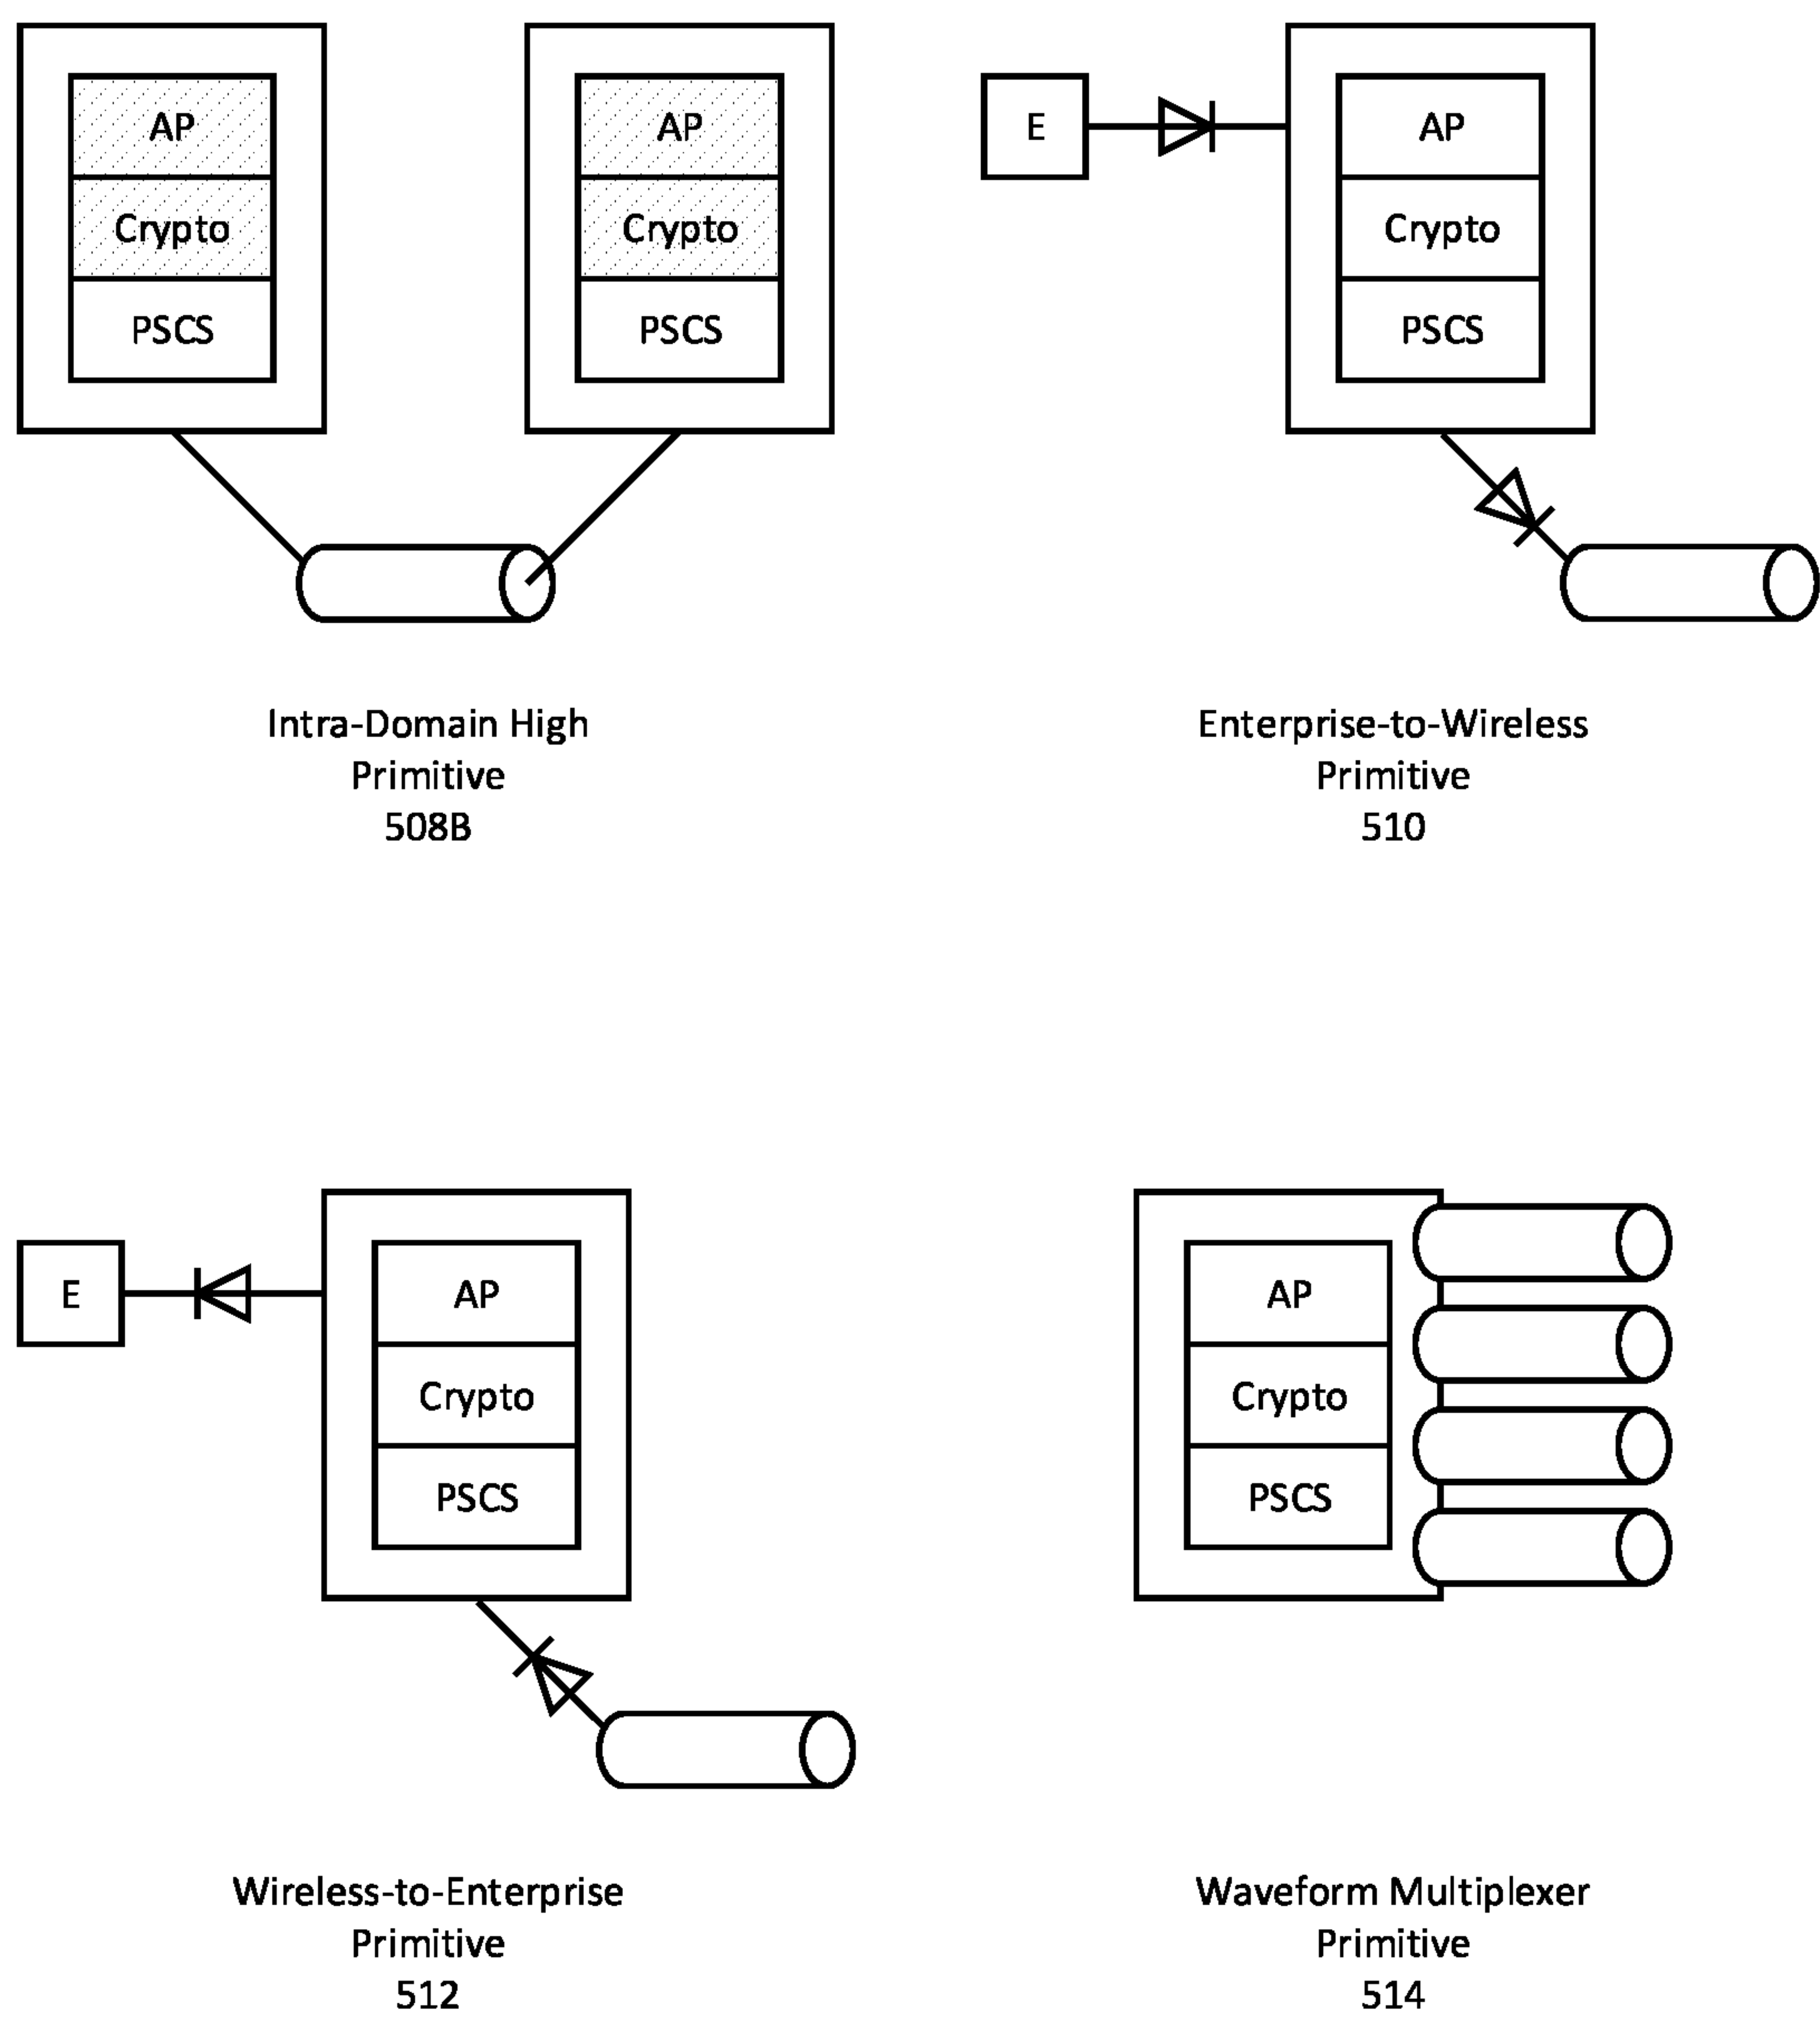 AP
Crypto
PSCS
AP
Crypto
PSCS
Intra-Domain High
Primitive
508B
E
AP
Crypto
PSCS
Enterprise-to-Wireless
Primitive
510
E
AP
Crypto
PSCS
Wireless-to-Enterprise
Primitive
512
AP
Crypto
PSCS
Waveform Multiplexer
Primitive
514